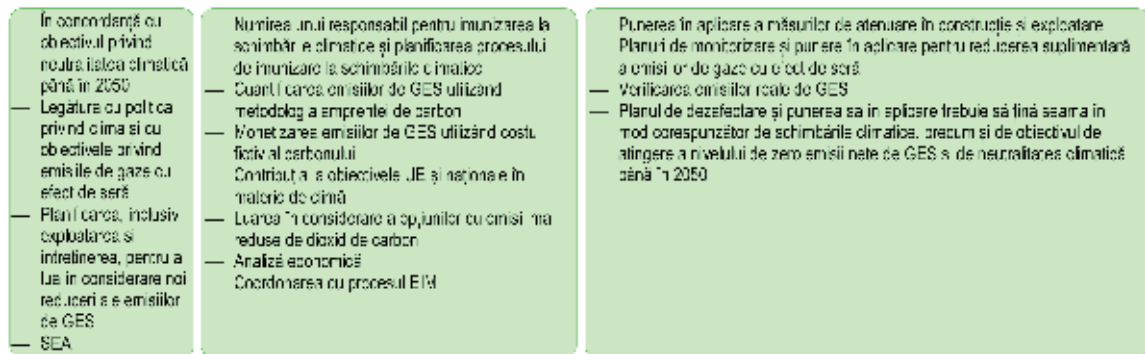 În concordanță cu
obiectivul privind
neutralitatea climatică
până în 2050
— Legătura cu politica
privind clima și cu
obiectivele privind
emisiile de gaze cu
efect de seră
— Planificarea, inclusiv
exploatarea și
întreținerea, pentru a
lua în considerare noi
reduceri ale emisiilor
de GES
— SEA
Numirea unui responsabil pentru imunizarea la
schimbările climatice și planificarea procesului
de imunizare la schimbările climatice
— Cuantificarea emisiilor de GES utilizând
metodologia amprentei de carbon
— Monetizarea emisiilor de GES utilizând costul
fictiv al carbonului
Contribuția la obiectivele UE și naționale în
materie de climă
— Luarea în considerare a opțiunilor cu emisii mai
reduse de dioxid de carbon
— Analiză economică
Coordonarea cu procesul EIM
Punerea în aplicare a măsurilor de atenuare în construcție și exploatare
Planuri de monitorizare și punere în aplicare pentru reducerea suplimentară
a emisiilor de gaze cu efect de seră
— Verificarea emisiilor reale de GES
— Planul de dezafectare și punerea sa în aplicare trebuie să țină seama în
mod corespunzător de schimbările climatice, precum și de obiectivul de
atingere a nivelului de zero emisii nete de GES și de neutralitatea climatică
până în 2050